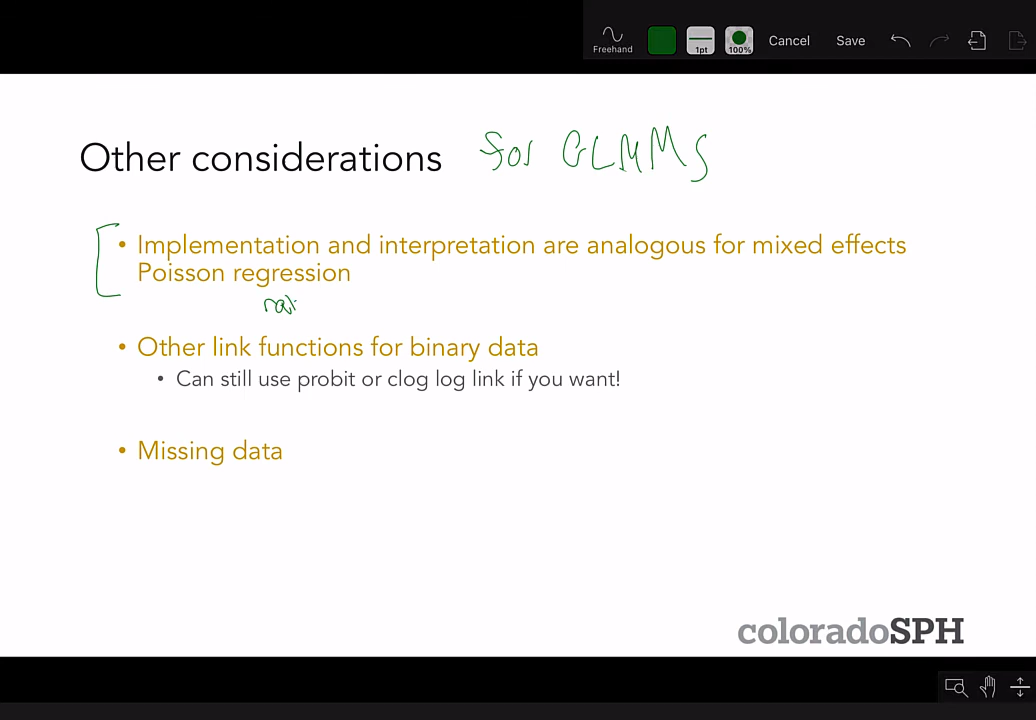 Freehand
1pt
100%
Cancel
Save
Other considerations for GLMMs
• Implementation and interpretation are analogous for mixed effects
Poisson regression
• Other link functions for binary data
• Can still use probit or clog log link if you want!
• Missing data
coloradoSPH